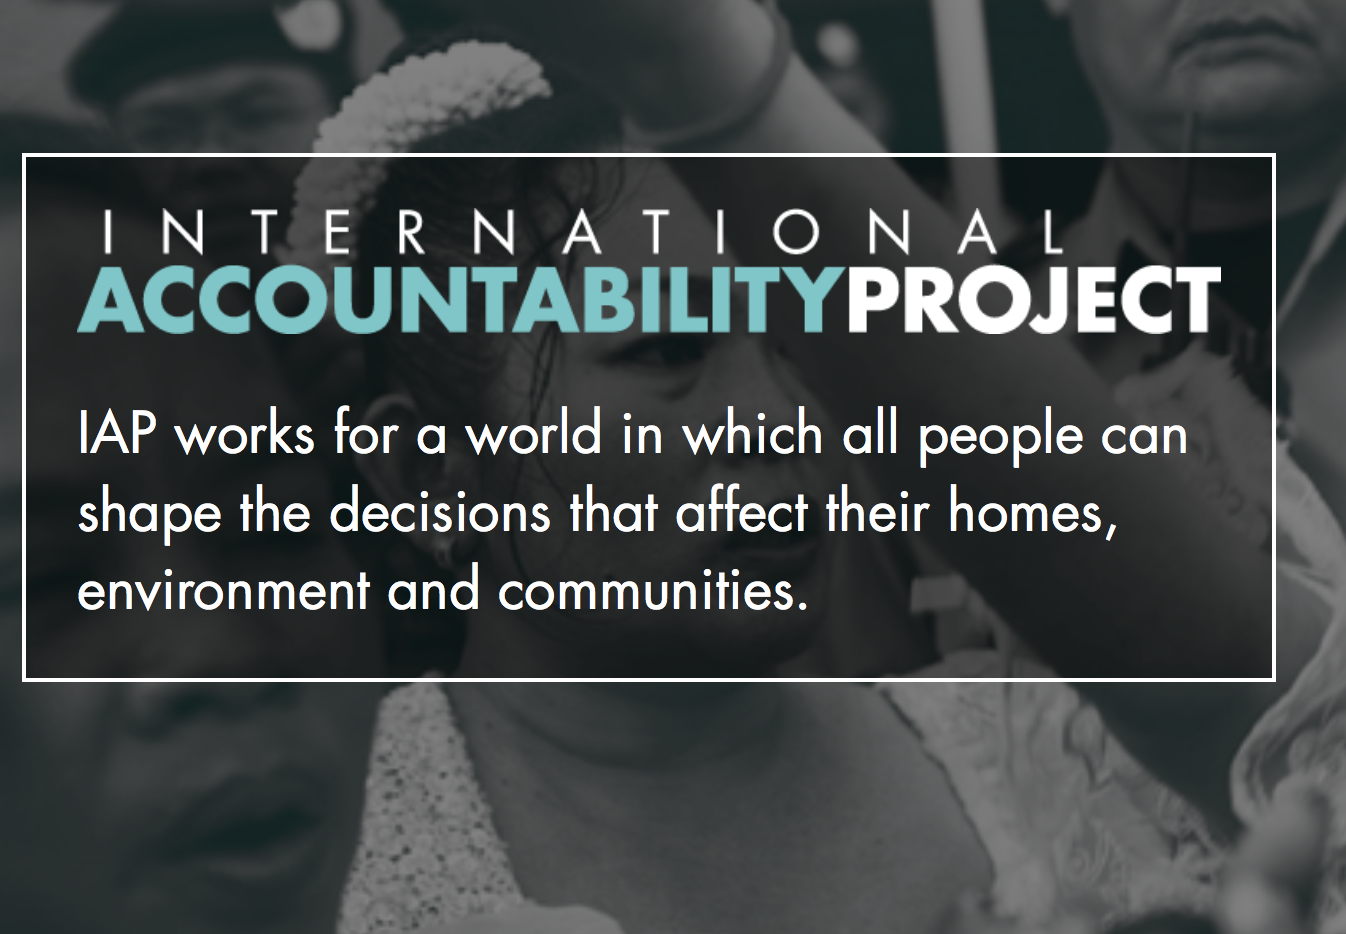 INTERNATIONAL
ACCOUNTABILITYPROJECT
IAP works for a world in which all people can
shape the decisions that affect their homes,
environment and communities.